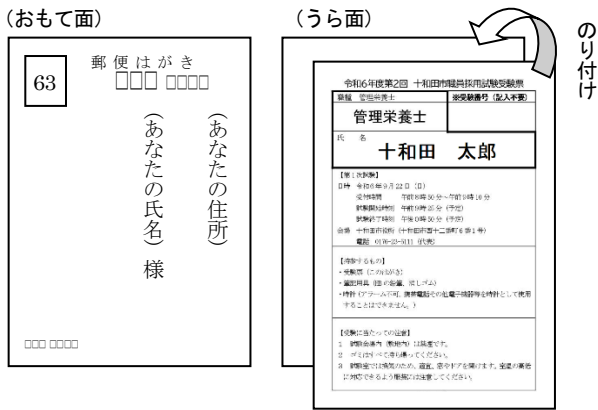 （おもて面）
63
郵便はがき
□□□ □□□□
（あなたの住所）
（あなたの氏名）様
□□□ □□□□
（うら面）
のり付け
令和6年度第2回 十和田市職員採用試験受験票
職種 管理栄養士
※受験番号（記入不要）
管理栄養士
氏 名
十和田 太郎
【第1次試験】
日時 令和6年9月22日（日）
受付時間 午前8時50分～午前9時10分
試験開始時刻 午前9時25分（予定）
試験終了時刻 午後0時50分（予定）
会場 十和田市役所（十和田市西十二番町6番1号）
電話 0176-23-5111（代表）
【持参するもの】
・受験票（このはがき）
・筆記用具（HBの鉛筆、消しゴム）
・時計（アラーム不可。携帯電話その他電子機器等を時計として使用
することはできません。）
【受験に当たっての注意】
1 試験会場内（敷地内）は禁煙です。
2 ゴミはすべて持ち帰ってください。
3 試験室では換気のため、適宜、窓やドアを開けます。室温の高低
に対応できるよう服装には注意してください。